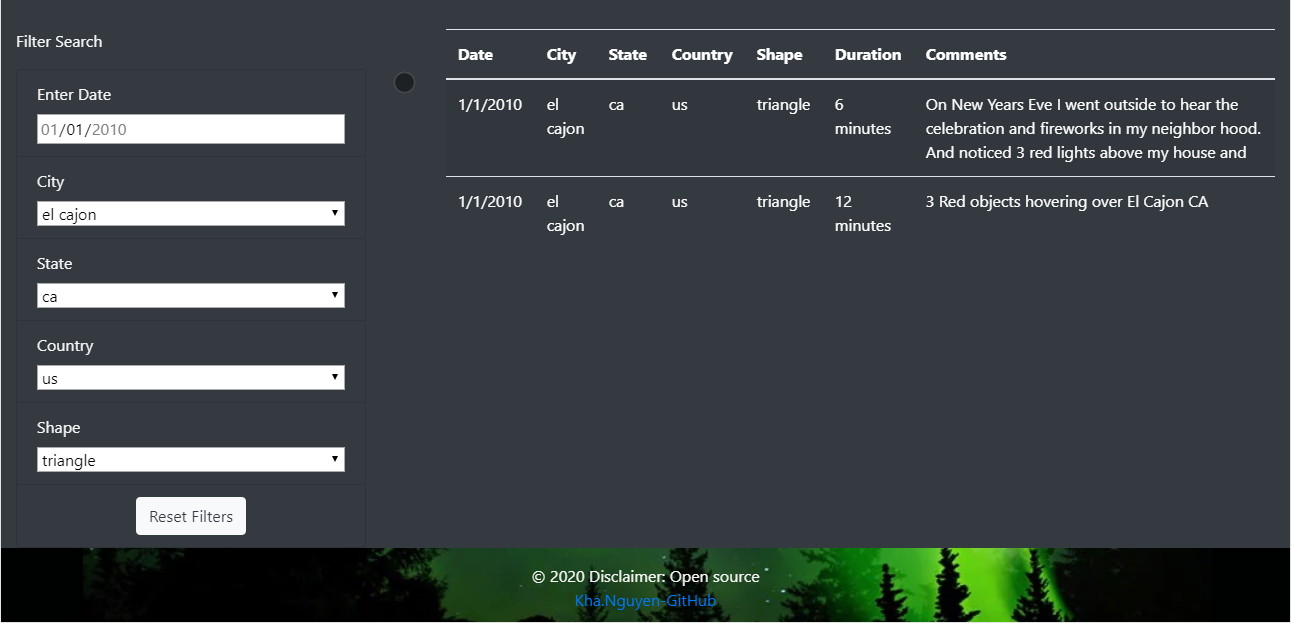 Filter Search
Enter Date
01/01/2010
City
el cajon
State
ca
Country
us
Shape
triangle
Reset Filters
Date City State Country Shape Duration Comments
1/1/2010 el ca us triangle 6 On New Years Eve I went outside to hear the
cajon minutes celebration and fireworks in my neighbor hood.
And noticed 3 red lights above my house and
1/1/2010 el ca us triangle 12 3 Red objects hovering over El Cajon CA
cajon minutes
© 2020 Disclaimer: Open source
Kha.Nguyen-GitHub